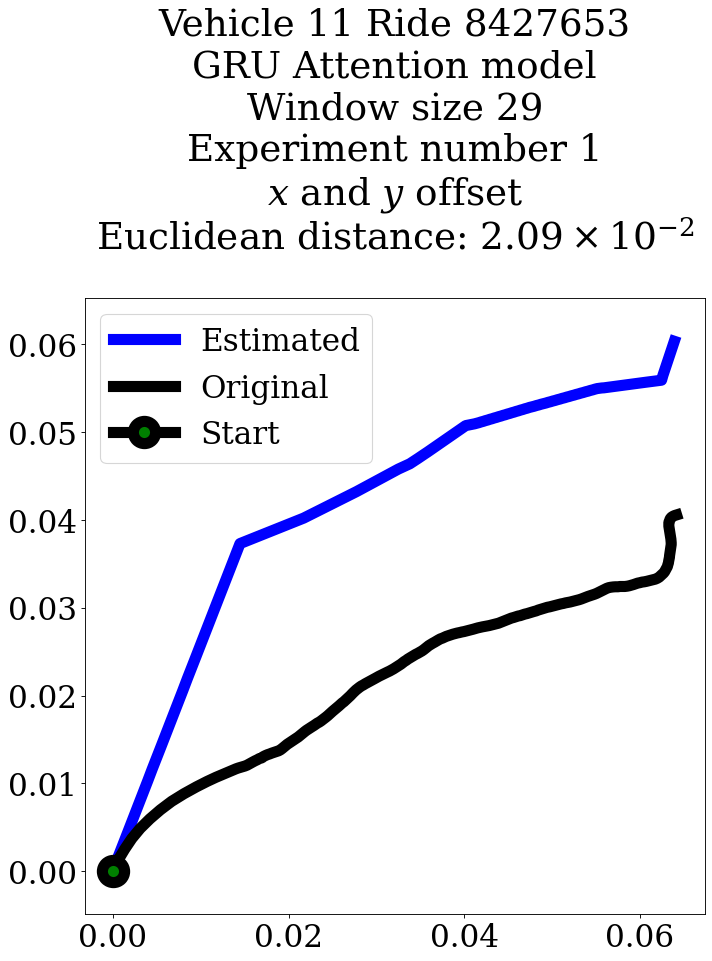 Vehicle 11 Ride 8427653
GRU Attention model
Window size 29
Experiment number 1
x and y offset
Euclidean distance: 2.09 × 10⁻²
Estimated
Original
Start
0.06
0.05
0.04
0.03
0.02
0.01
0.00
0.00 0.02 0.04 0.06